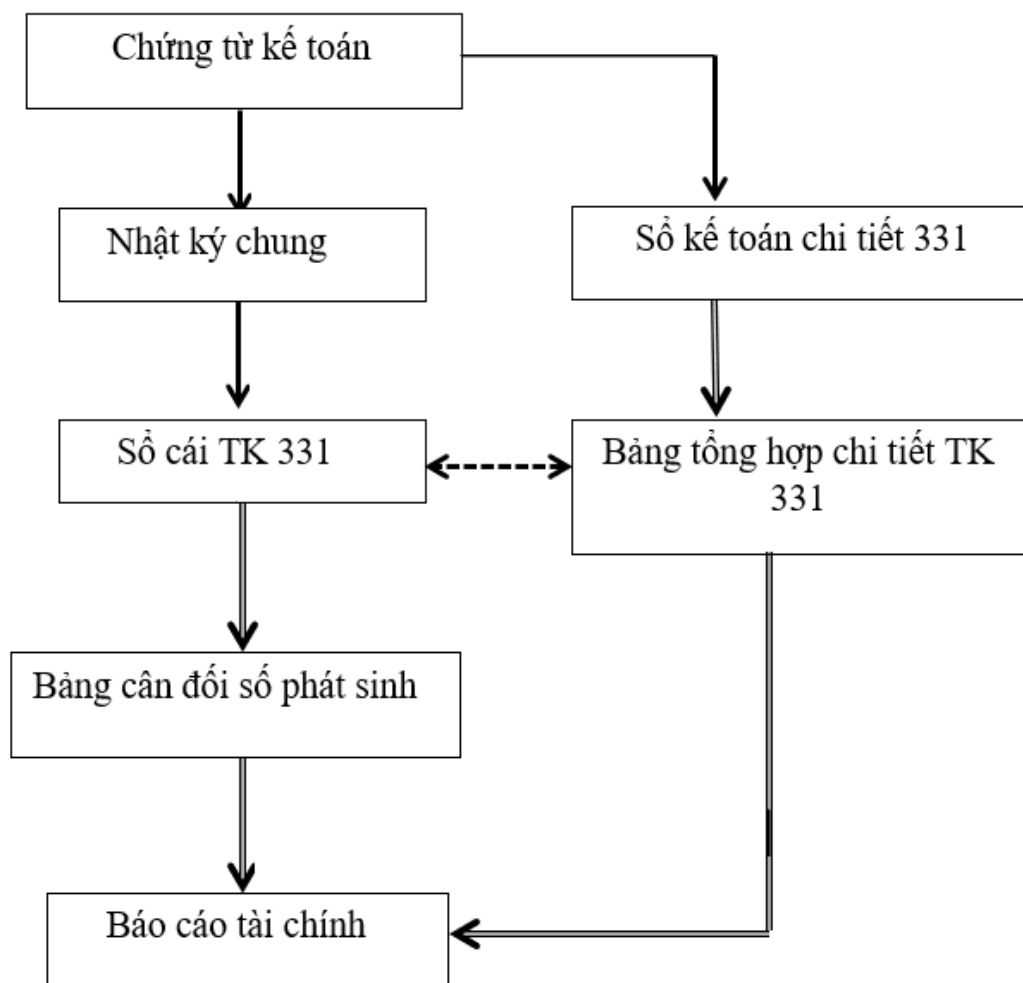 Chứng từ kế toán
Nhật ký chung
Sổ kế toán chi tiết 331
Sổ cái TK 331
Bảng tổng hợp chi tiết TK
331
Bảng cân đối số phát sinh
Báo cáo tài chính